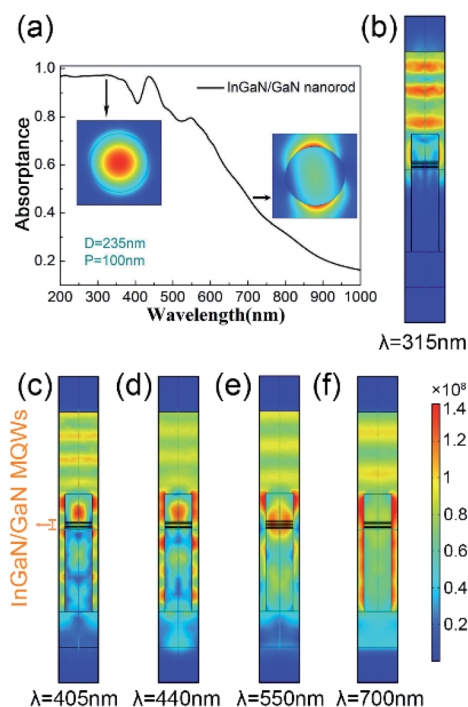 (a)
(b)
1.0
0.8
0.6
0.4
0.2
Absorptance
InGaN/GaN nanorod
D=235nm
P=100nm
200 300 400 500 600 700 800 900 1000
Wavelength(nm)
λ=315nm
(c) (d) (e) (f)
InGaN/GaN MQWs
×10⁸
1.4
1.2
1
0.8
0.6
0.4
0.2
λ=405nm λ=440nm λ=550nm λ=700nm